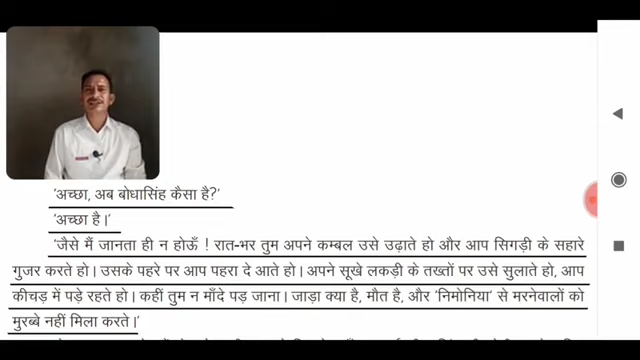 ‘अच्छा, अब बोधासिंह कैसा है?’
‘अच्छा है।’
‘जैसे मैं जानता ही न होऊँ ! रात-भर तुम अपने कम्बल उसे उढ़ाते हो और आप सिगड़ी के सहारे
गुजर करते हो। उसके पहरे पर आप पहरा दे आते हो। अपने सूखे लकड़ी के तख्तों पर उसे सुलाते हो, आप
कीचड़ में पड़े रहते हो। कहीं तुम न माँदे पड़ जाना। जाड़ा क्या है, मौत है, और ‘निमोनिया’ से मरनेवालों को
मुरब्बे नहीं मिला करते।’